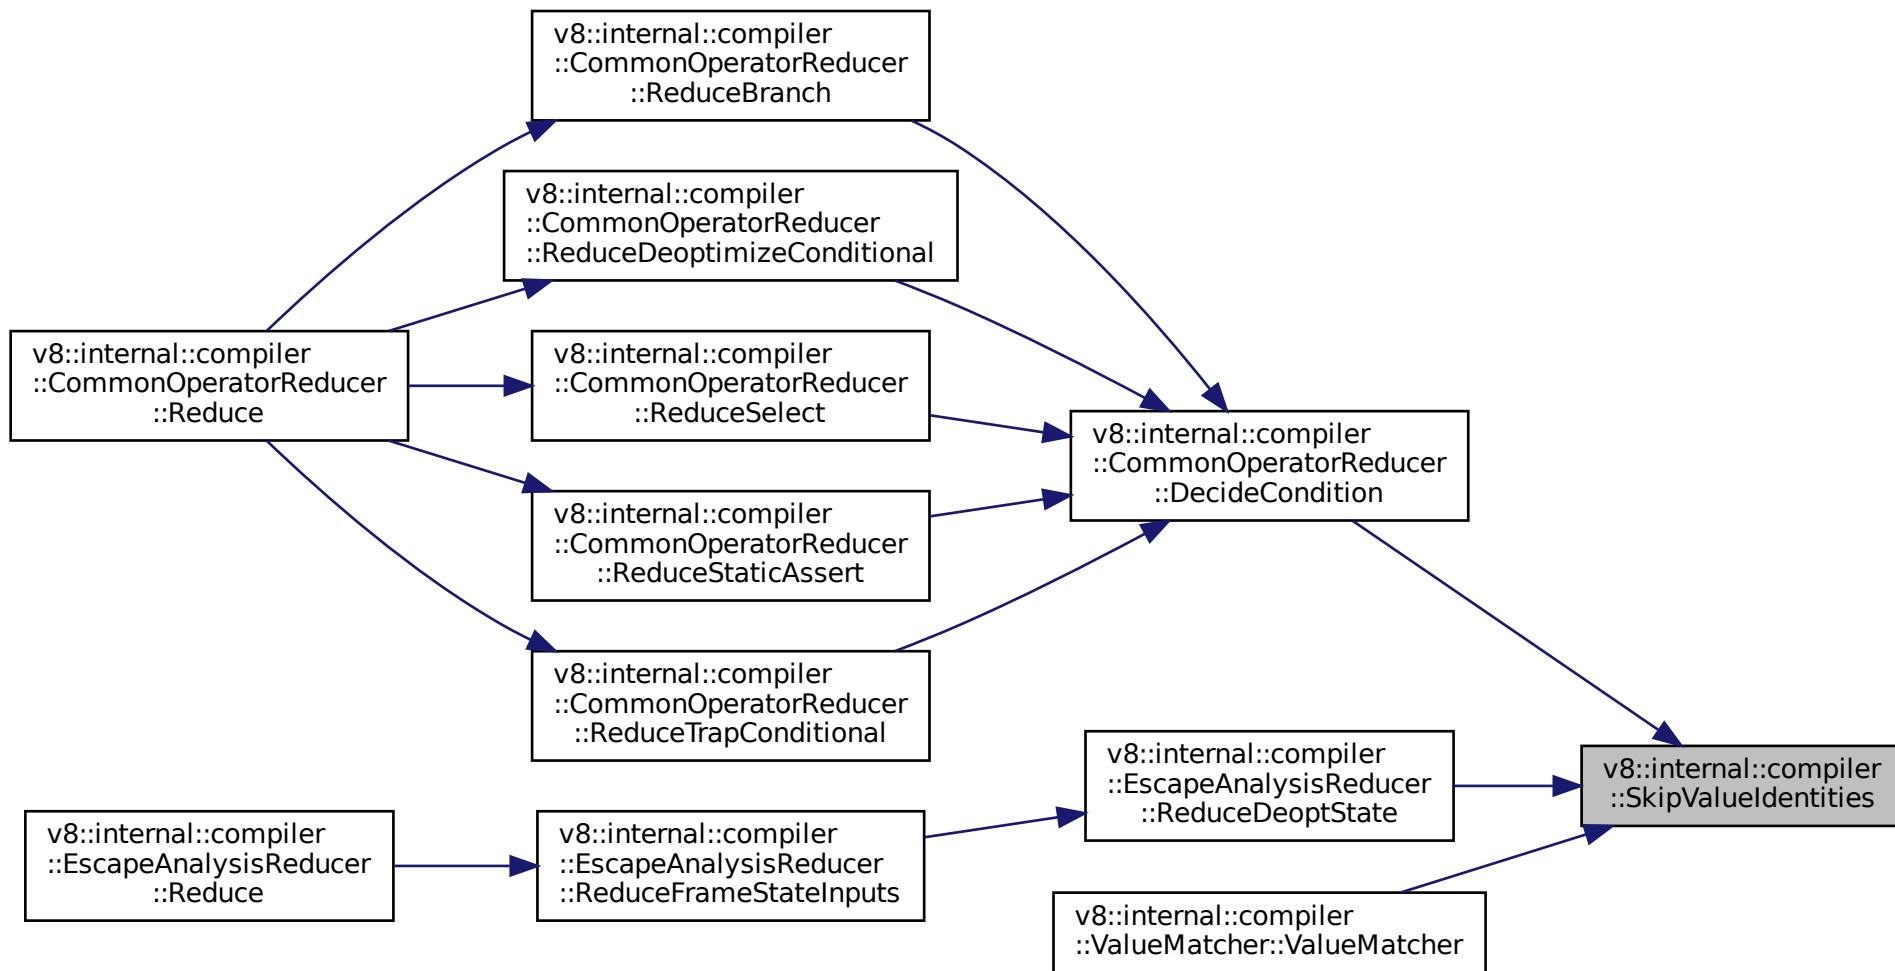 v8::internal::compiler
::CommonOperatorReducer
::ReduceBranch
v8::internal::compiler
::CommonOperatorReducer
::ReduceDeoptimizeConditional
v8::internal::compiler
::CommonOperatorReducer
::Reduce
v8::internal::compiler
::CommonOperatorReducer
::ReduceSelect
v8::internal::compiler
::CommonOperatorReducer
::DecideCondition
v8::internal::compiler
::CommonOperatorReducer
::ReduceStaticAssert
v8::internal::compiler
::CommonOperatorReducer
::ReduceTrapConditional
v8::internal::compiler
::EscapeAnalysisReducer
::ReduceDeoptState
v8::internal::compiler
::SkipValueIdentities
v8::internal::compiler
::EscapeAnalysisReducer
::Reduce
v8::internal::compiler
::EscapeAnalysisReducer
::ReduceFrameStateInputs
v8::internal::compiler
::ValueMatcher::ValueMatcher